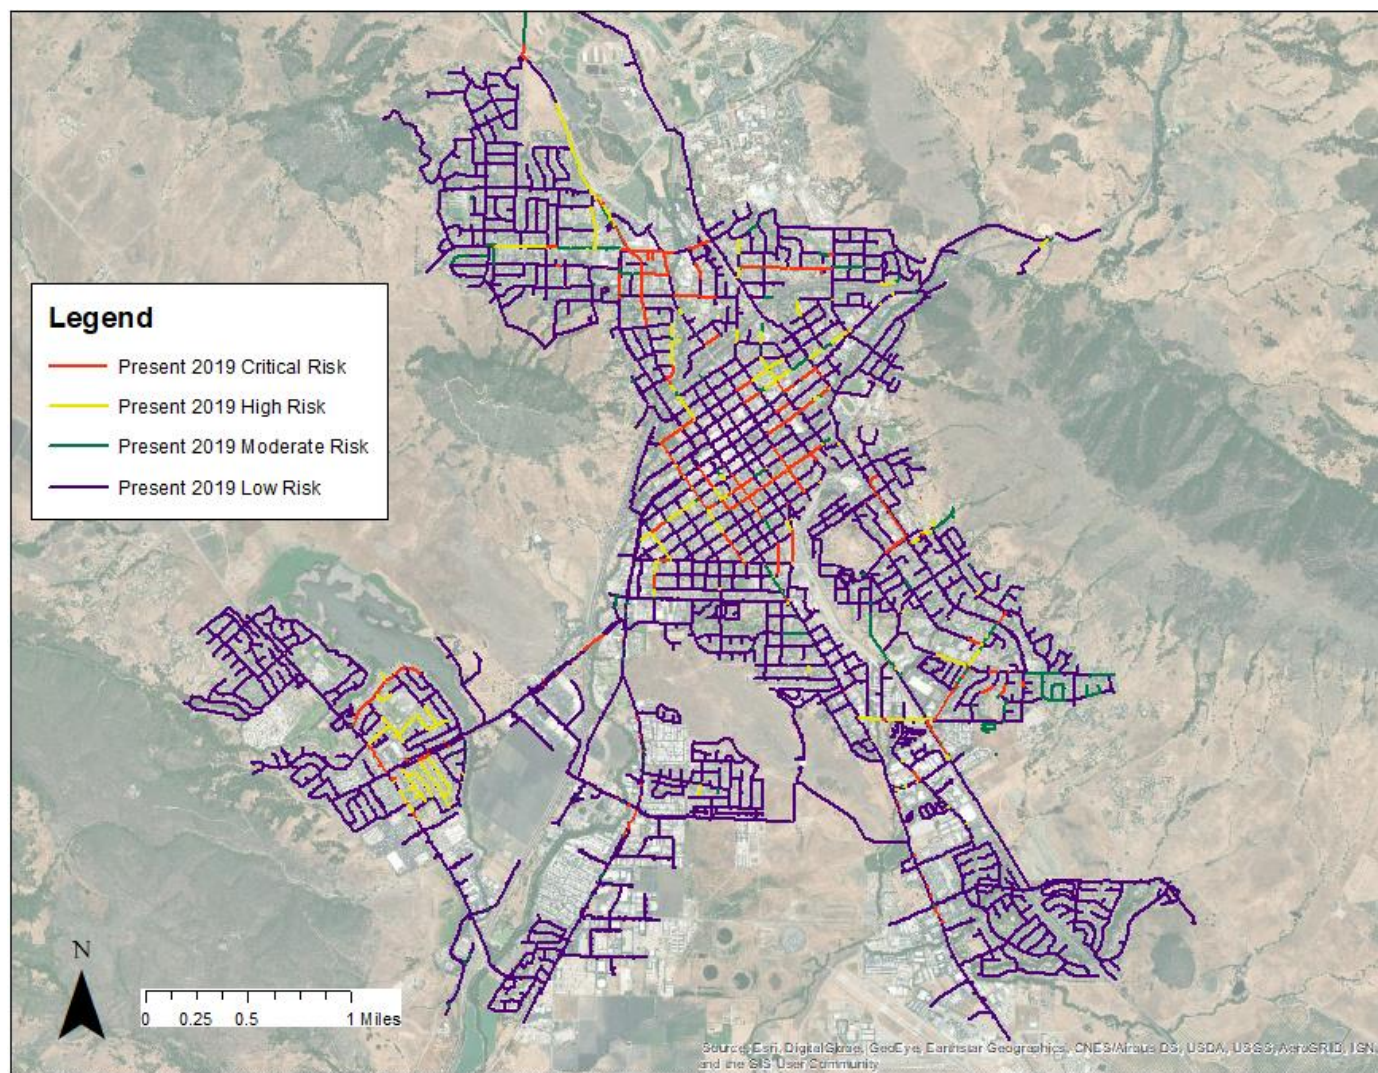 Legend
Present 2019 Critical Risk
Present 2019 High Risk
Present 2019 Moderate Risk
Present 2019 Low Risk
N
0 0.25 0.5 1 Miles
Source: Esri, DigitalGlobe, GeoEye, Earthstar Geographics, CNES/Airbus DS, USDA, USGS, AeroGRID, IGN,
and the GIS User Community